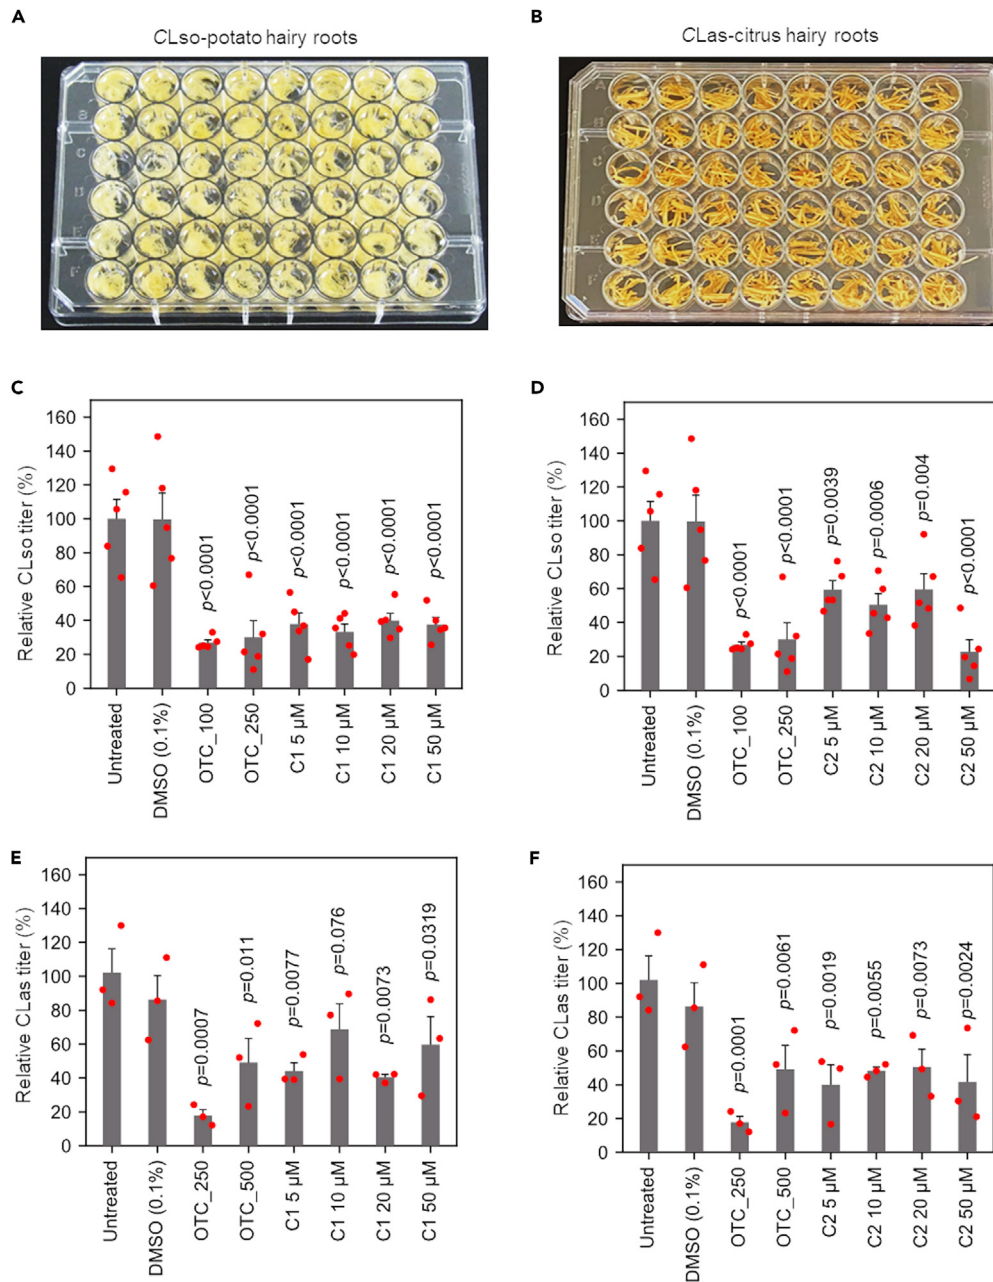 A
CLso-potato hairy roots
B
CLas-citrus hairy roots
C
Relative CLso titer (%)
160
140
120
100
80
60
40
20
0
p<0.0001
p<0.0001
p<0.0001
p<0.0001
p<0.0001
p<0.0001
Untreated
DMSO (0.1%)
OTC_100
OTC_250
C1 5 µM
C1 10 µM
C1 20 µM
C1 50 µM
D
Relative CLso titer (%)
160
140
120
100
80
60
40
20
0
p<0.0001
p<0.0001
p=0.0039
p=0.0006
p=0.004
p<0.0001
Untreated
DMSO (0.1%)
OTC_100
OTC_250
C2 5 µM
C2 10 µM
C2 20 µM
C2 50 µM
E
Relative CLas titer (%)
160
140
120
100
80
60
40
20
0
p=0.0007
p=0.011
p=0.0077
p=0.076
p=0.0073
p=0.0319
Untreated
DMSO (0.1%)
OTC_250
OTC_500
C1 5 µM
C1 10 µM
C1 20 µM
C1 50 µM
F
Relative CLas titer (%)
160
140
120
100
80
60
40
20
0
p=0.0001
p=0.0061
p=0.0019
p=0.0055
p=0.0073
p=0.0024
Untreated
DMSO (0.1%)
OTC_250
OTC_500
C2 5 µM
C2 10 µM
C2 20 µM
C2 50 µM